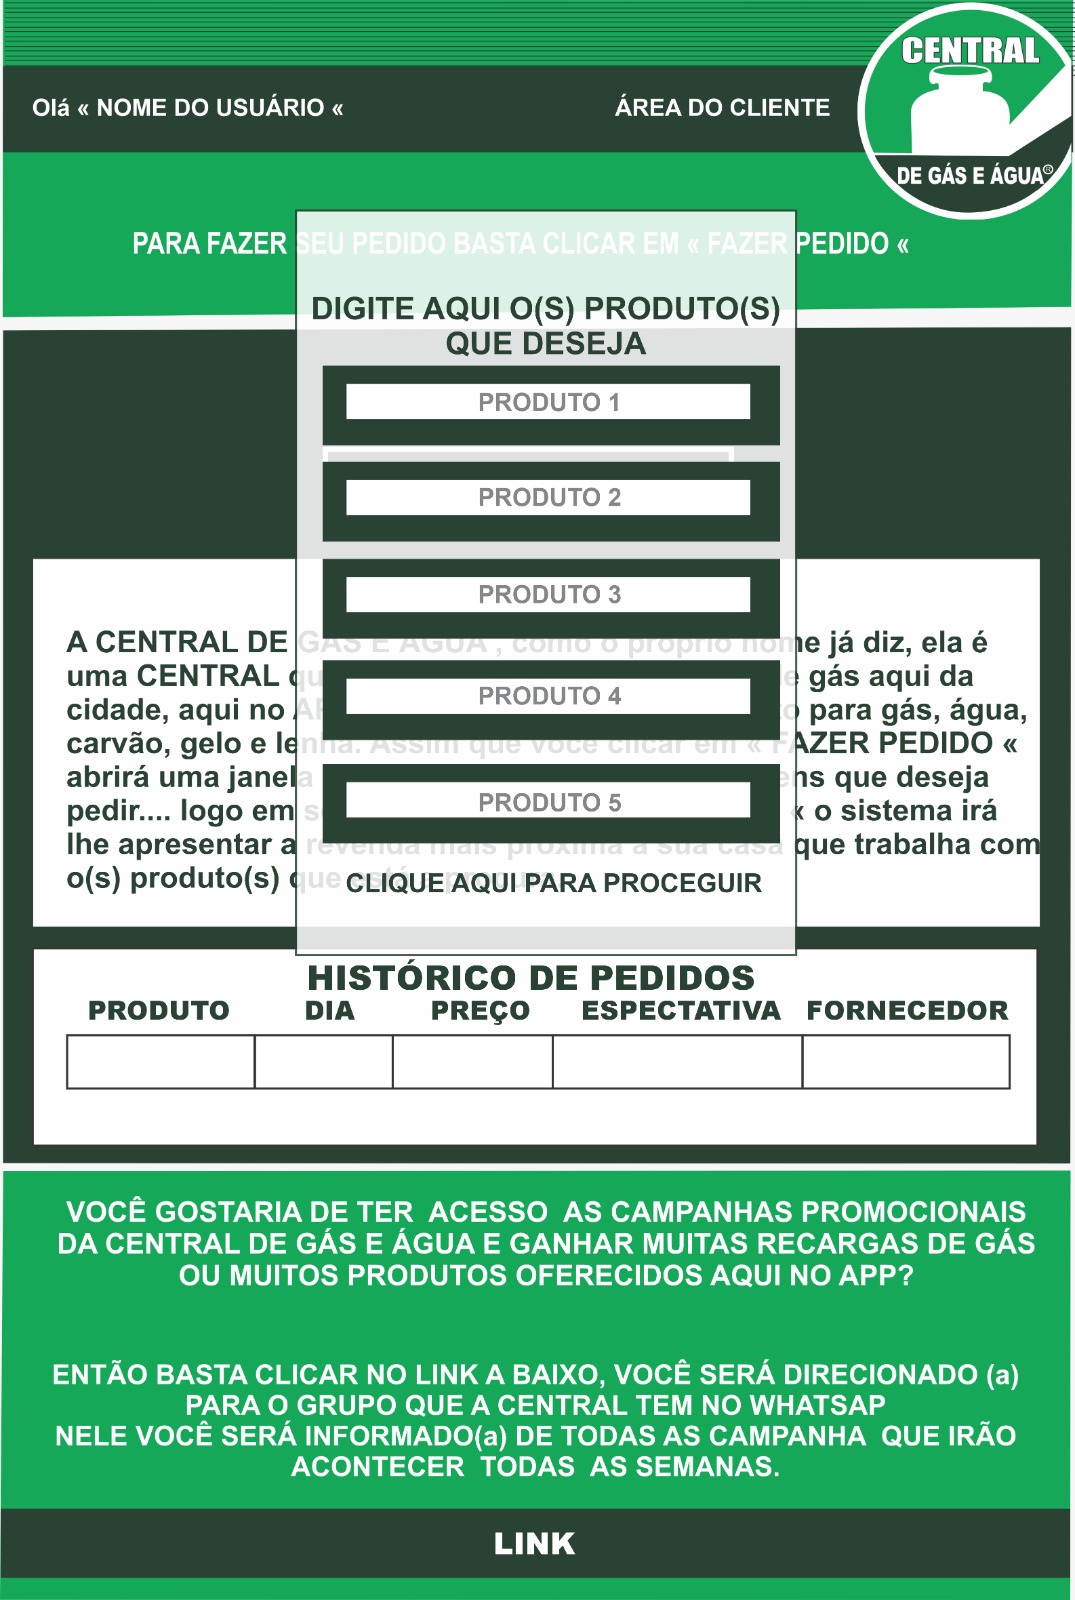 CENTRAL
DE GÁS E ÁGUA®
Olá « NOME DO USUÁRIO «
ÁREA DO CLIENTE
PARA FAZER SEU PEDIDO BASTA CLICAR EM « FAZER PEDIDO «
DIGITE AQUI O(S) PRODUTO(S)
QUE DESEJA
PRODUTO 1
PRODUTO 2
PRODUTO 3
PRODUTO 4
PRODUTO 5
CLIQUE AQUI PARA PROCEGUIR
A CENTRAL DE GÁS E ÁGUA , como o próprio nome já diz, ela é
uma CENTRAL gás aqui da
cidade, aqui no para gás, água,
carvão, gelo e lenha. Assim que você clicar em « FAZER PEDIDO «
abrirá uma janela que deseja
pedir.... logo em « o sistema irá
lhe apresentar a revenda mais próxima a sua casa que trabalha com
o(s) produto(s) que está
HISTÓRICO DE PEDIDOS
PRODUTO DIA PREÇO ESPECTATIVA FORNECEDOR
VOCÊ GOSTARIA DE TER ACESSO AS CAMPANHAS PROMOCIONAIS
DA CENTRAL DE GÁS E ÁGUA E GANHAR MUITAS RECARGAS DE GÁS
OU MUITOS PRODUTOS OFERECIDOS AQUI NO APP?
ENTÃO BASTA CLICAR NO LINK A BAIXO, VOCÊ SERÁ DIRECIONADO (a)
PARA O GRUPO QUE A CENTRAL TEM NO WHATSAP
NELE VOCÊ SERÁ INFORMADO(a) DE TODAS AS CAMPANHA QUE IRÃO
ACONTECER TODAS AS SEMANAS.
LINK